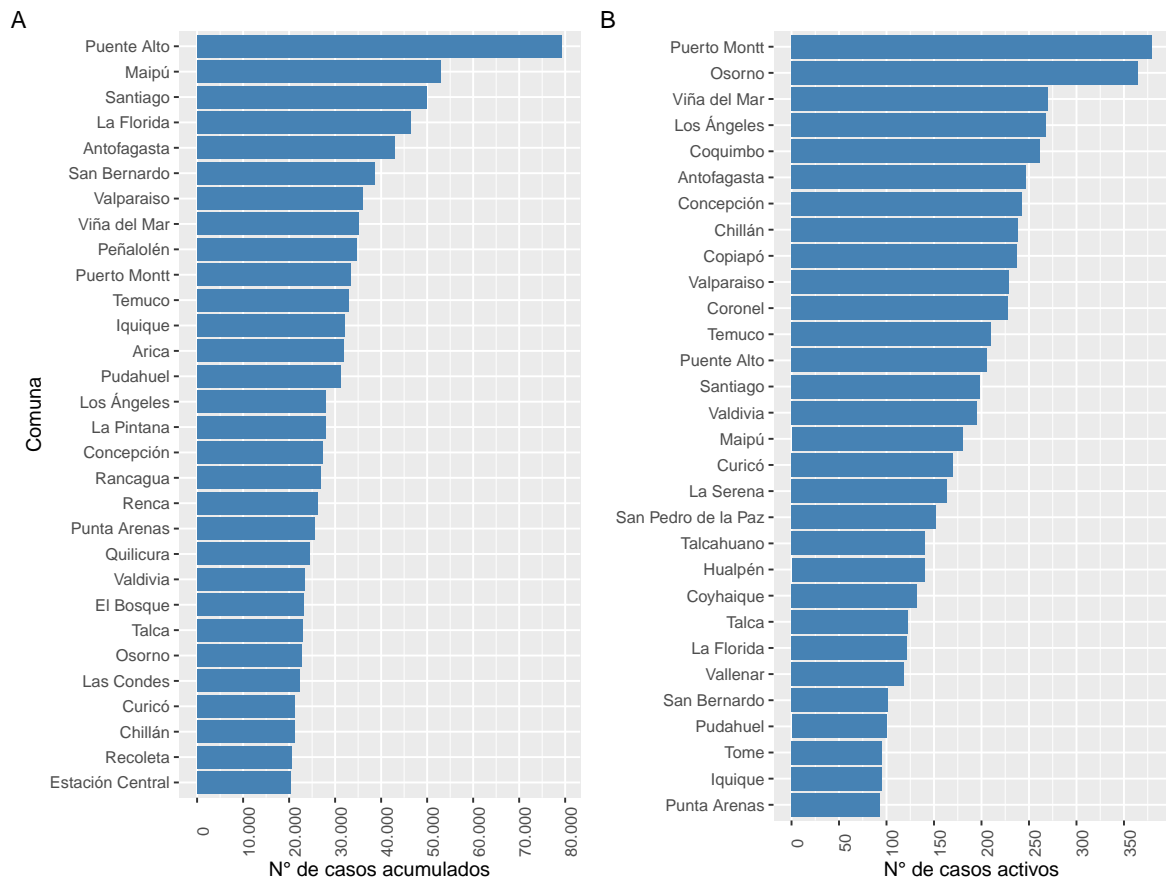 A
Puente Alto
Maipú
Santiago
La Florida
Antofagasta
San Bernardo
Valparaiso
Viña del Mar
Peñalolén
Puerto Montt
Temuco
Iquique
Arica
Pudahuel
Los Ángeles
La Pintana
Concepción
Rancagua
Renca
Punta Arenas
Quilicura
Valdivia
El Bosque
Talca
Osorno
Las Condes
Curicó
Chillán
Recoleta
Estación Central
Comuna
0
10.000
20.000
30.000
40.000
50.000
60.000
70.000
80.000
N° de casos acumulados
B
Puerto Montt
Osorno
Viña del Mar
Los Ángeles
Coquimbo
Antofagasta
Concepción
Chillán
Copiapó
Valparaiso
Coronel
Temuco
Puente Alto
Santiago
Valdivia
Maipú
Curicó
La Serena
San Pedro de la Paz
Talcahuano
Hualpén
Coyhaique
Talca
La Florida
Vallenar
San Bernardo
Pudahuel
Tome
Iquique
Punta Arenas
0
50
100
150
200
250
300
350
N° de casos activos